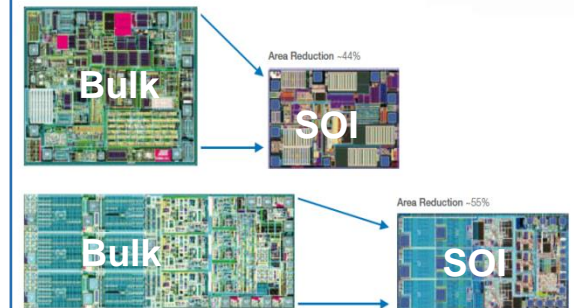 Bulk
Area Reduction ~44%
SOI
Area Reduction ~55%
Bulk
SOI